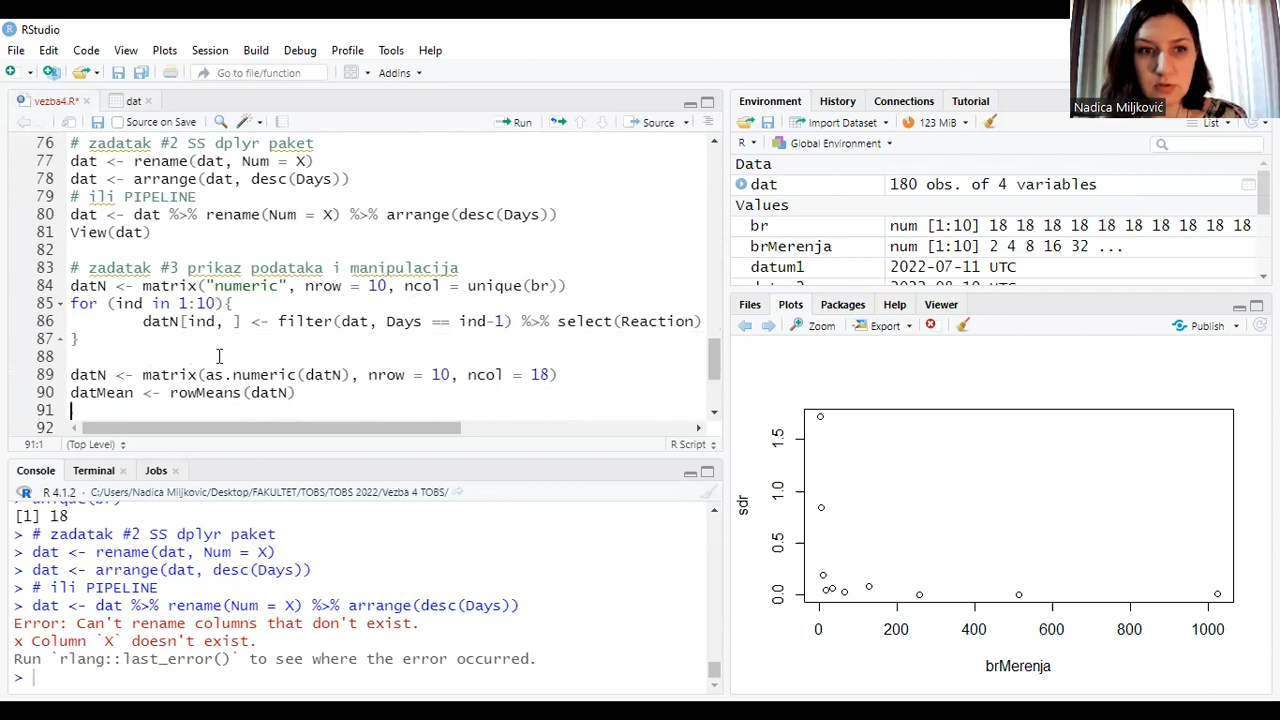 RStudio
File Edit Code View Plots Session Build Debug Profile Tools Help
Go to file/function Addins
vezba4.R* dat
Source on Save Run Source
76 # zadatak #2 SS dplyr paket
77 dat <- rename(dat, Num = X)
78 dat <- arrange(dat, desc(Days))
79 # ili PIPELINE
80 dat <- dat %>% rename(Num = X) %>% arrange(desc(Days))
81 View(dat)
82
83 # zadatak #3 prikaz podataka i manipulacija
84 datN <- matrix("numeric", nrow = 10, ncol = unique(br))
85 for (ind in 1:10){
86 datN[ind, ] <- filter(dat, Days == ind-1) %>% select(Reaction)
87 }
88
89 datN <- matrix(as.numeric(datN), nrow = 10, ncol = 18)
90 datMean <- rowMeans(datN)
91
92
91:1 (Top Level) R Script
Console Terminal Jobs
R 4.1.2 · C:/Users/Nadica Miljkovic/Desktop/FAKULTET/TOBS/TOBS 2022/Vezba 4 TOBS/
[1] 18
> # zadatak #2 SS dplyr paket
> dat <- rename(dat, Num = X)
> dat <- arrange(dat, desc(Days))
> # ili PIPELINE
> dat <- dat %>% rename(Num = X) %>% arrange(desc(Days))
Error: Can't rename columns that don't exist.
x Column `X` doesn't exist.
Run `rlang::last_error()` to see where the error occurred.
>
Nadica Miljković
Environment History Connections Tutorial
Import Dataset 123 MiB List
R Global Environment
Data
dat 180 obs. of 4 variables
Values
br num [1:10] 18 18 18 18 18 18 18 18 18 18
brMerenja num [1:10] 2 4 8 16 32 ...
datum1 2022-07-11 UTC
Files Plots Packages Help Viewer
Zoom Export Publish
1.5
1.0
0.5
0.0
sdr
0 200 400 600 800 1000
brMerenja